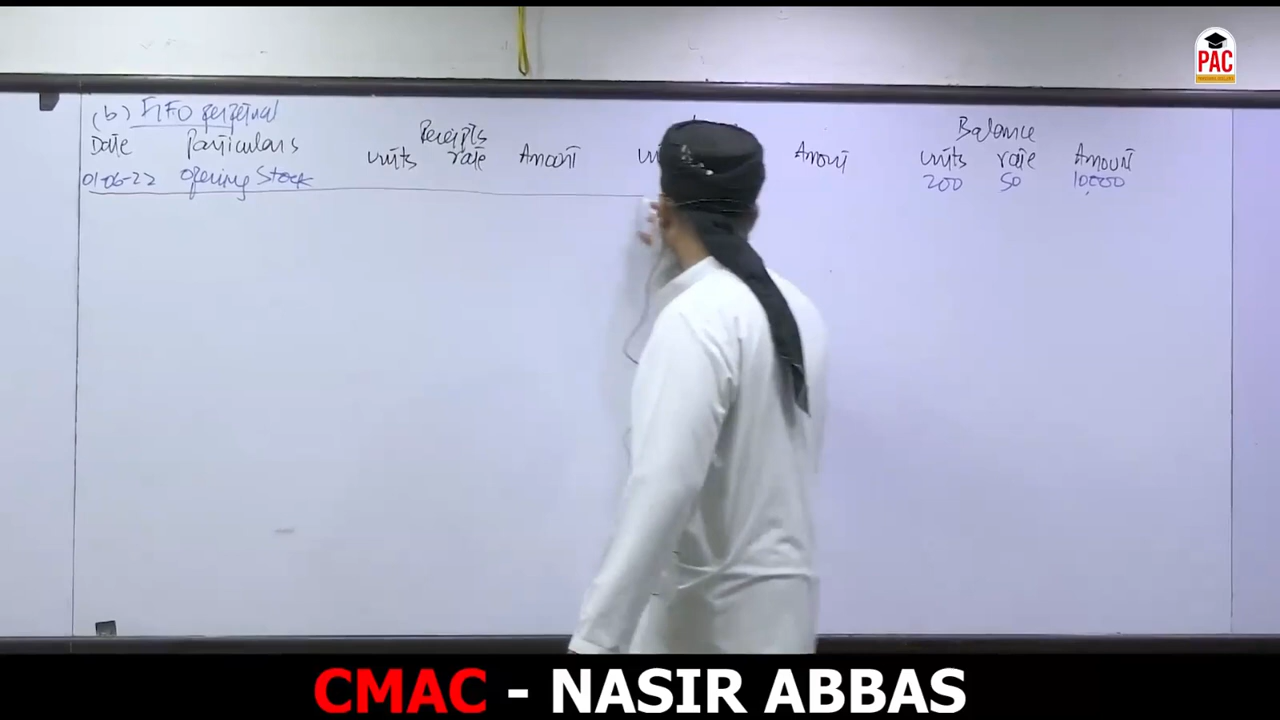 PAC
(b) FIFO perpetual
Receipts Balance
Date Particulars units rate Amount Amount units rate Amount
01-06-22 Opening Stock 200 50 10,000
CMAC - NASIR ABBAS